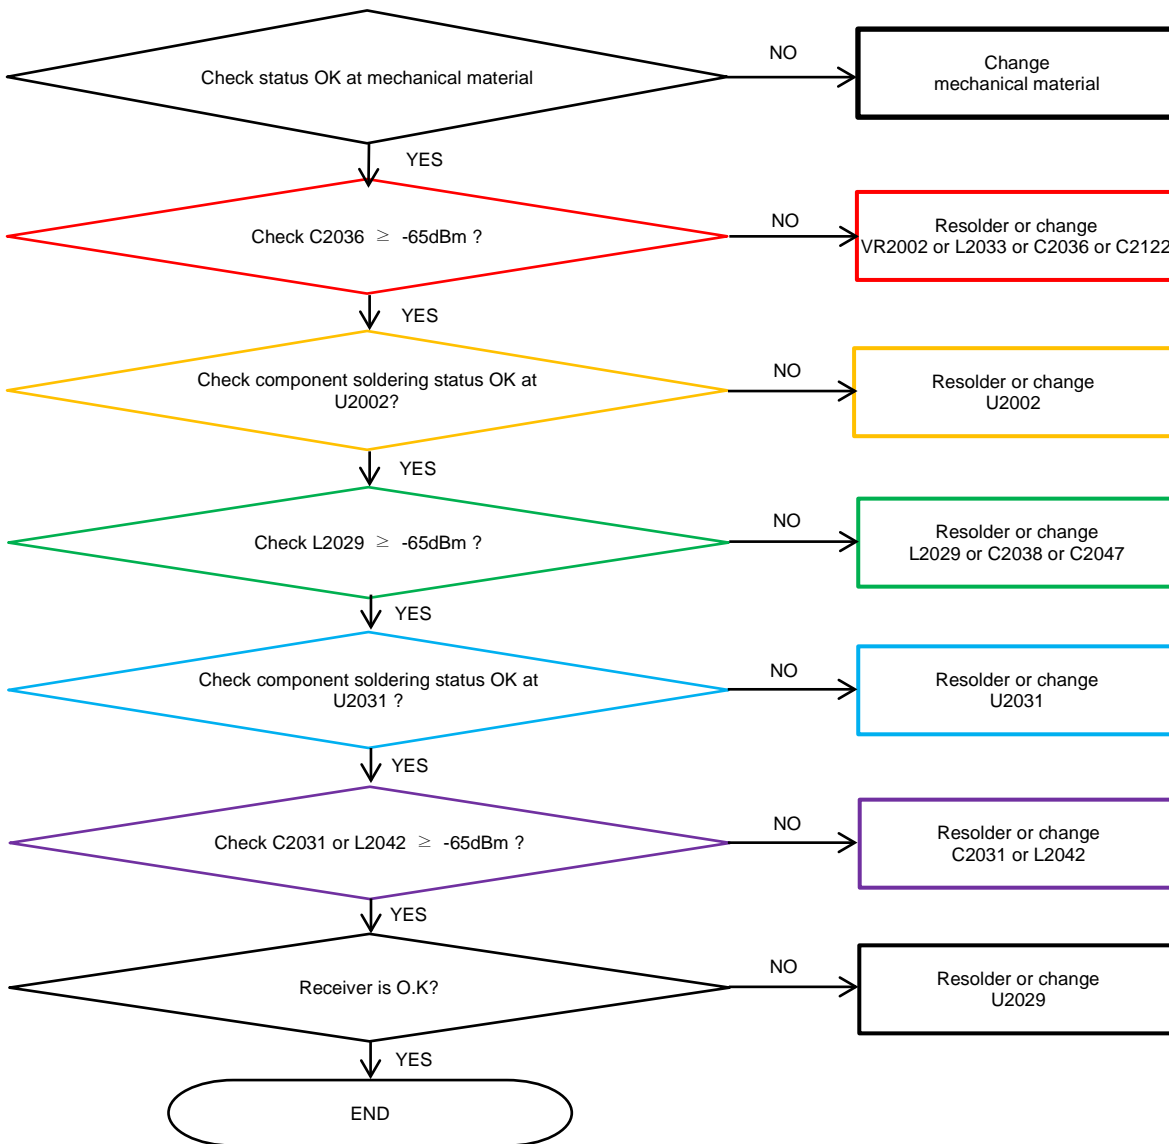 Check status OK at mechanical material
NO
Change
mechanical material
YES
Check C2036 ≥ -65dBm ?
NO
Resolder or change
VR2002 or L2033 or C2036 or C2122
YES
Check component soldering status OK at
U2002?
NO
Resolder or change
U2002
YES
Check L2029 ≥ -65dBm ?
NO
Resolder or change
L2029 or C2038 or C2047
YES
Check component soldering status OK at
U2031 ?
NO
Resolder or change
U2031
YES
Check C2031 or L2042 ≥ -65dBm ?
NO
Resolder or change
C2031 or L2042
YES
Receiver is O.K?
NO
Resolder or change
U2029
YES
END